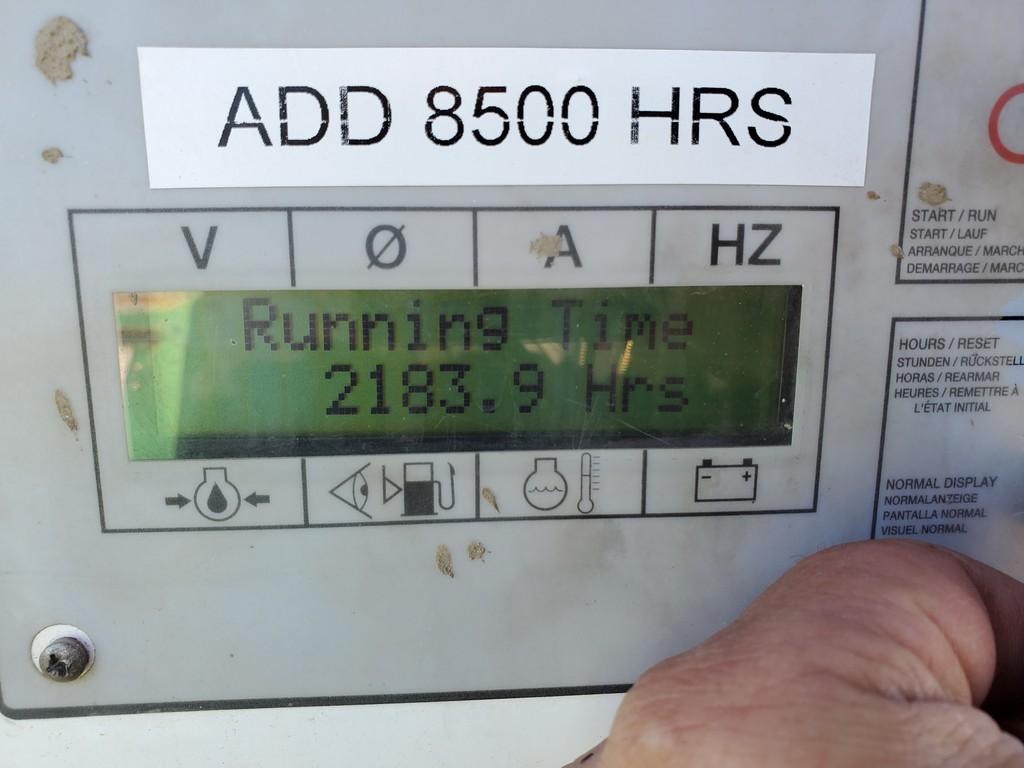 ADD 8500 HRS
V Ø A HZ
Running Time
2183.9 Hrs
START / RUN
START / LAUF
ARRANQUE / MARCH
DEMARRAGE / MARC
HOURS / RESET
STUNDEN / RÜCKSTELL
HORAS / REARMAR
HEURES / REMETTRE À
L'ÉTAT INITIAL
NORMAL DISPLAY
NORMALANZEIGE
PANTALLA NORMAL
VISUEL NORMAL